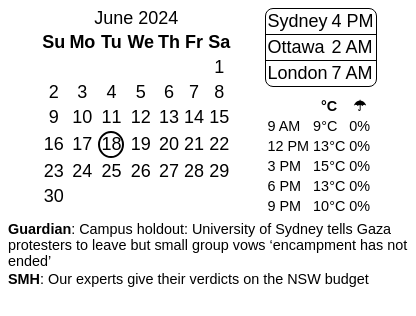 June 2024
Su Mo Tu We Th Fr Sa
1
2 3 4 5 6 7 8
9 10 11 12 13 14 15
16 17 18 19 20 21 22
23 24 25 26 27 28 29
30
Sydney 4 PM
Ottawa 2 AM
London 7 AM
°C ☂
9 AM 9°C 0%
12 PM 13°C 0%
3 PM 15°C 0%
6 PM 13°C 0%
9 PM 10°C 0%
Guardian: Campus holdout: University of Sydney tells Gaza
protesters to leave but small group vows ‘encampment has not
ended’
SMH: Our experts give their verdicts on the NSW budget